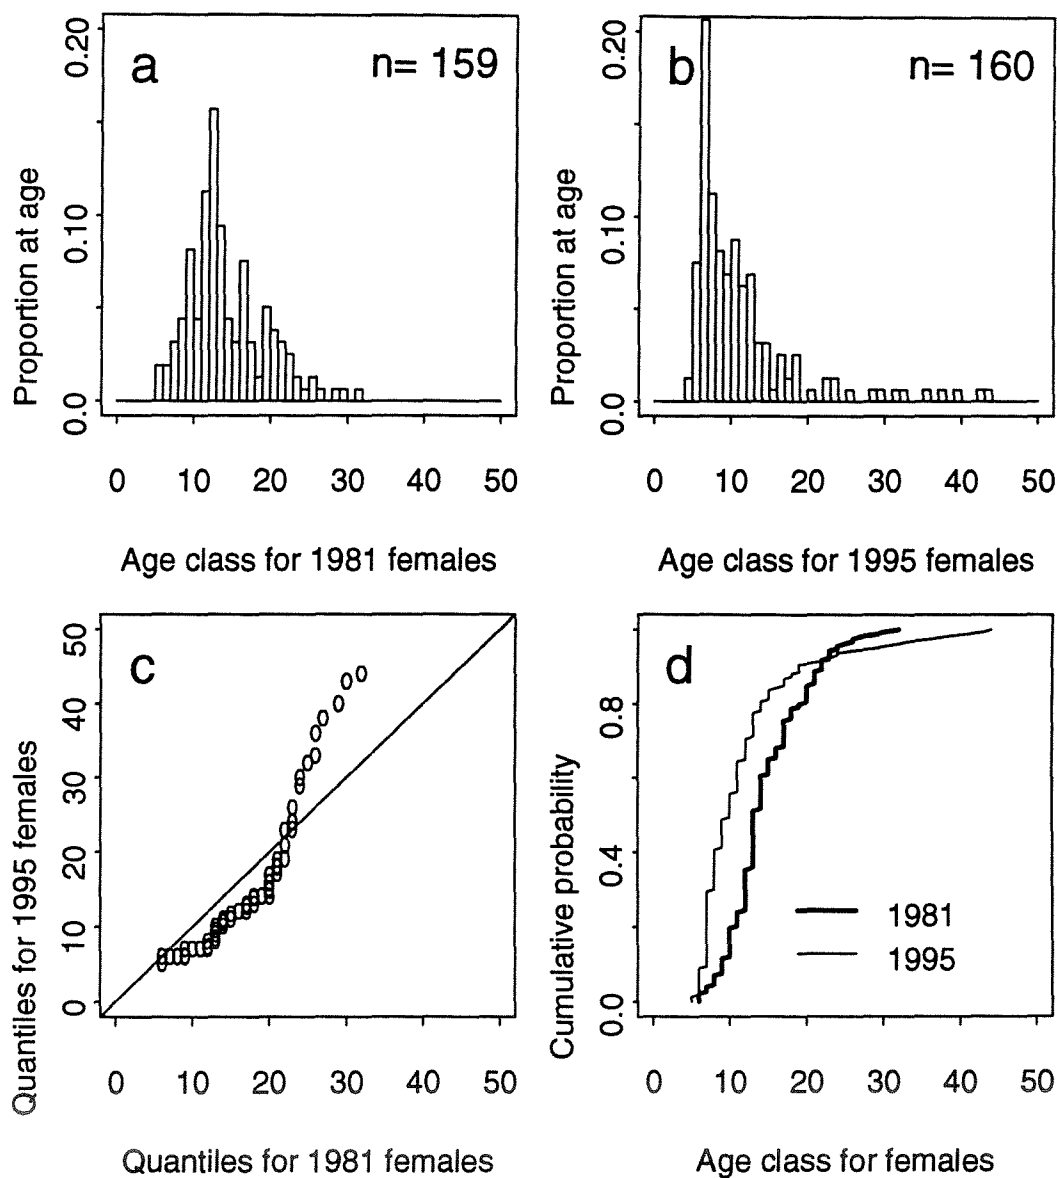 a
n= 159
Proportion at age
0.0 0.10 0.20
0 10 20 30 40 50
Age class for 1981 females
b
n= 160
Proportion at age
0.0 0.10 0.20
0 10 20 30 40 50
Age class for 1995 females
c
Quantiles for 1995 females
0 10 20 30 40 50
0 10 20 30 40 50
Quantiles for 1981 females
d
Cumulative probability
0.0 0.4 0.8
1981
1995
0 10 20 30 40 50
Age class for females